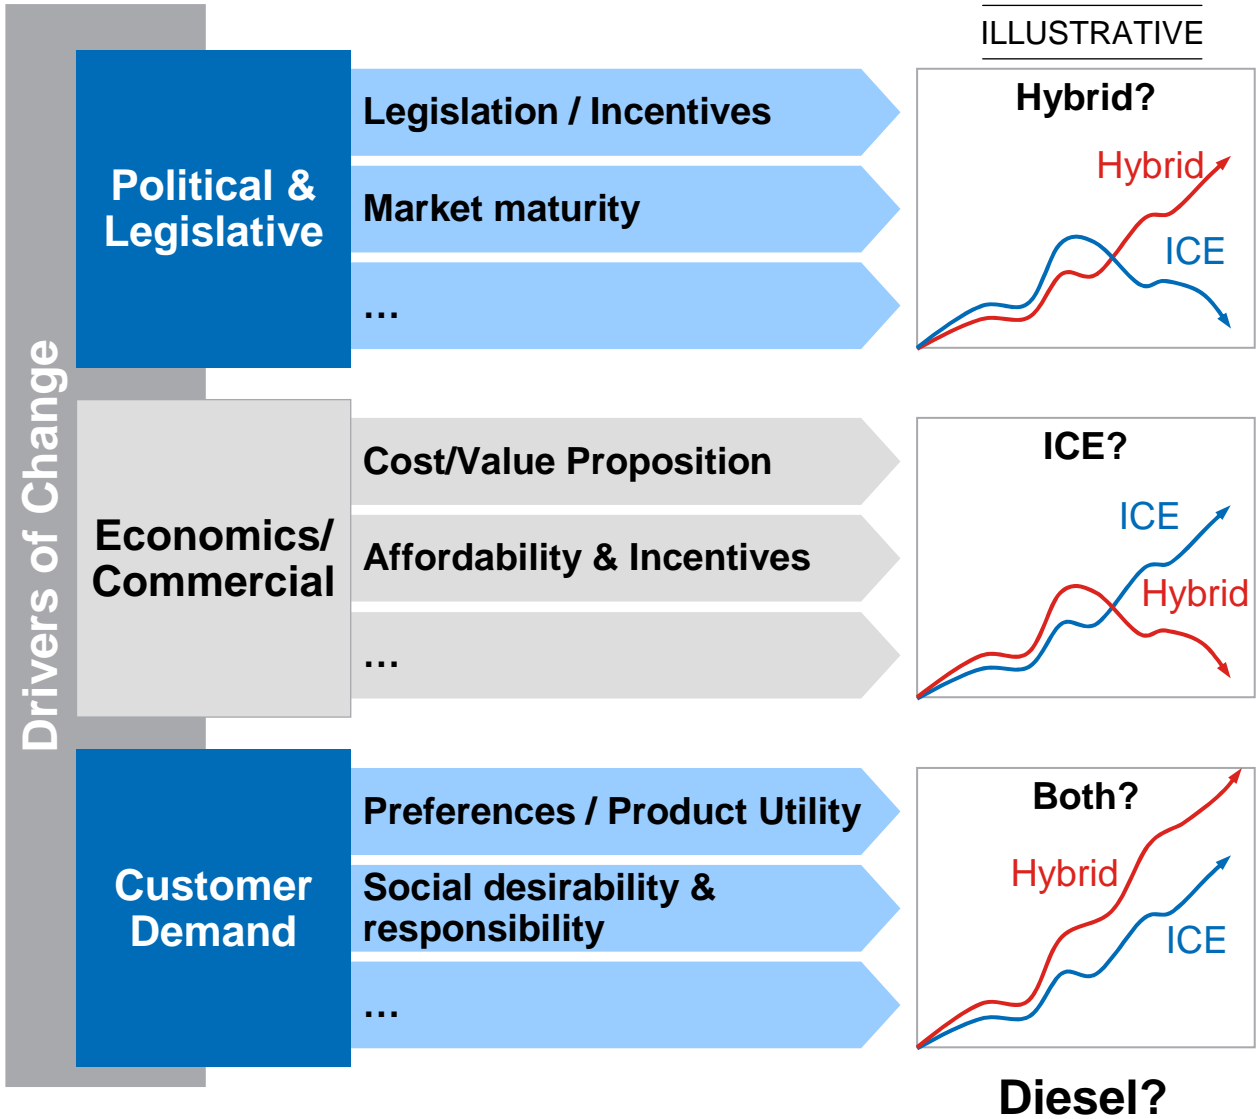 ILLUSTRATIVE
Drivers of Change
Political &
Legislative
Legislation / Incentives
Market maturity
...
Hybrid?
Hybrid
ICE
Economics/
Commercial
Cost/Value Proposition
Affordability & Incentives
...
ICE?
ICE
Hybrid
Customer
Demand
Preferences / Product Utility
Social desirability &
responsibility
...
Both?
Hybrid
ICE
Diesel?